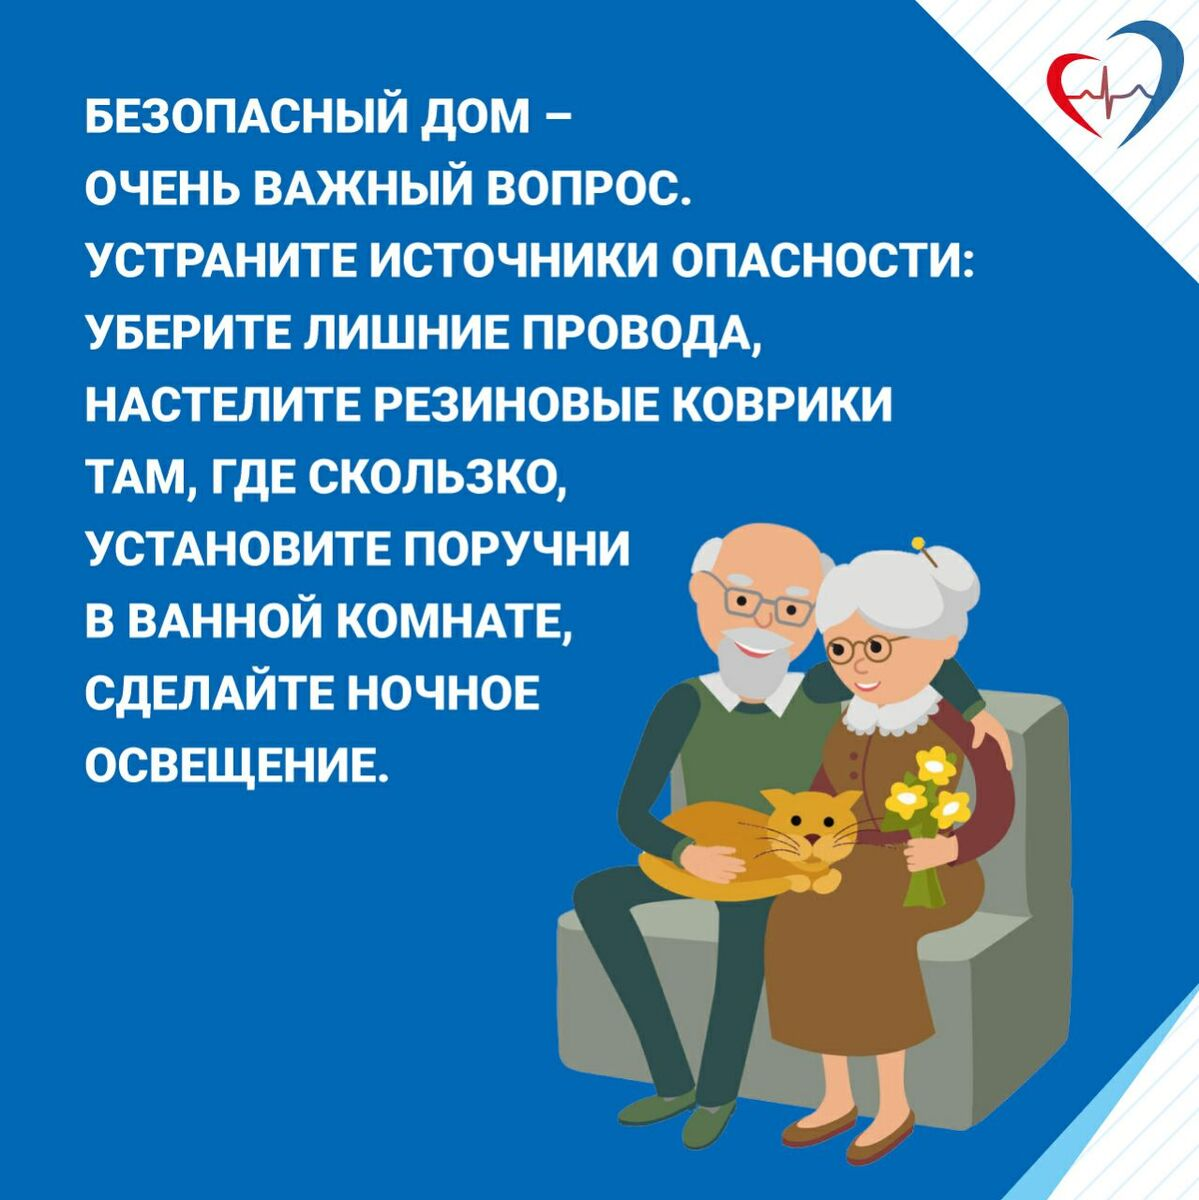 БЕЗОПАСНЫЙ ДОМ –
ОЧЕНЬ ВАЖНЫЙ ВОПРОС.
УСТРАНИТЕ ИСТОЧНИКИ ОПАСНОСТИ:
УБЕРИТЕ ЛИШНИЕ ПРОВОДА,
НАСТЕЛИТЕ РЕЗИНОВЫЕ КОВРИКИ
ТАМ, ГДЕ СКОЛЬЗКО,
УСТАНОВИТЕ ПОРУЧНИ
В ВАННОЙ КОМНАТЕ,
СДЕЛАЙТЕ НОЧНОЕ
ОСВЕЩЕНИЕ.